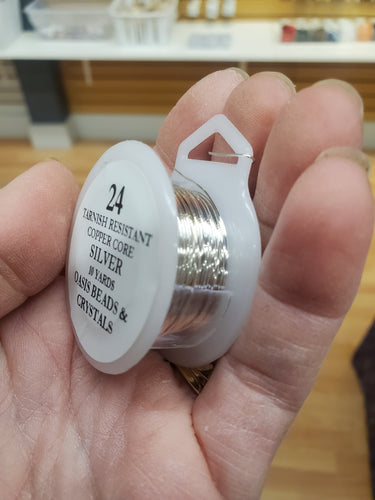 24
TARNISH RESISTANT
COPPER CORE
SILVER
10 YARDS
OASIS BEADS &
CRYSTALS